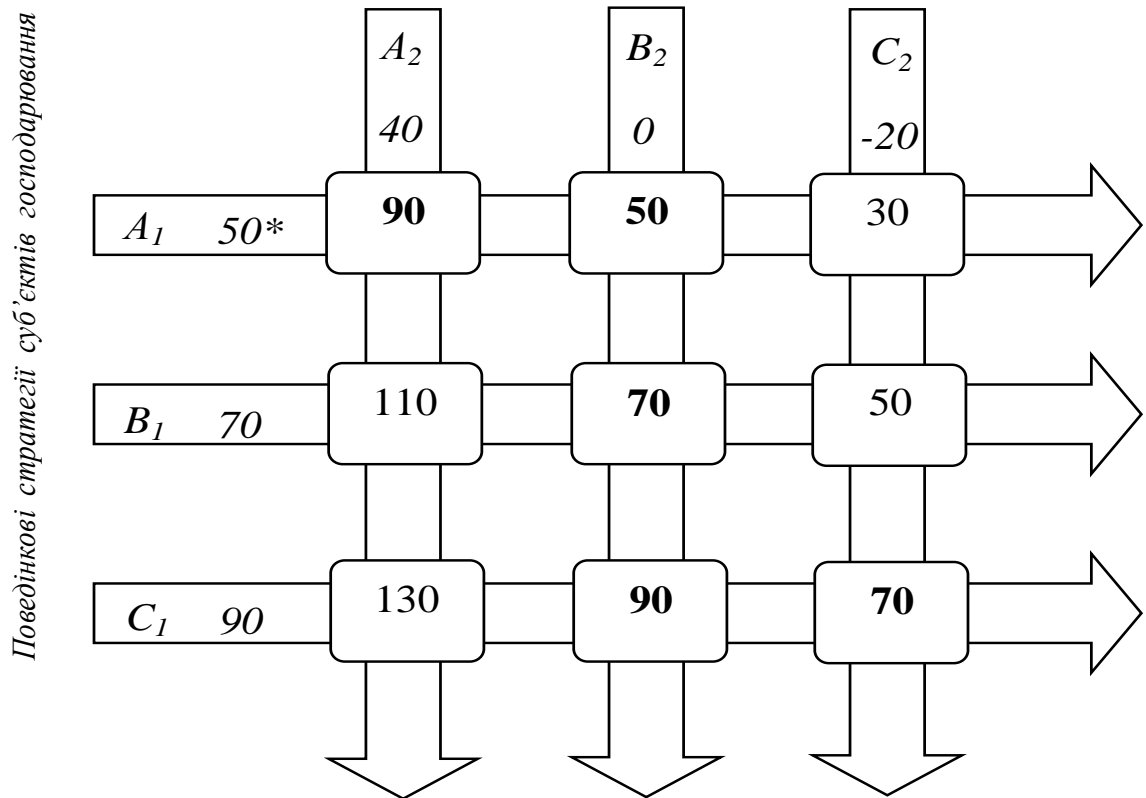 Поведінкові стратегії суб’єктів господарювання
A₂ B₂ C₂
40 0 -20
A₁ 50* 90 50 30
B₁ 70 110 70 50
C₁ 90 130 90 70